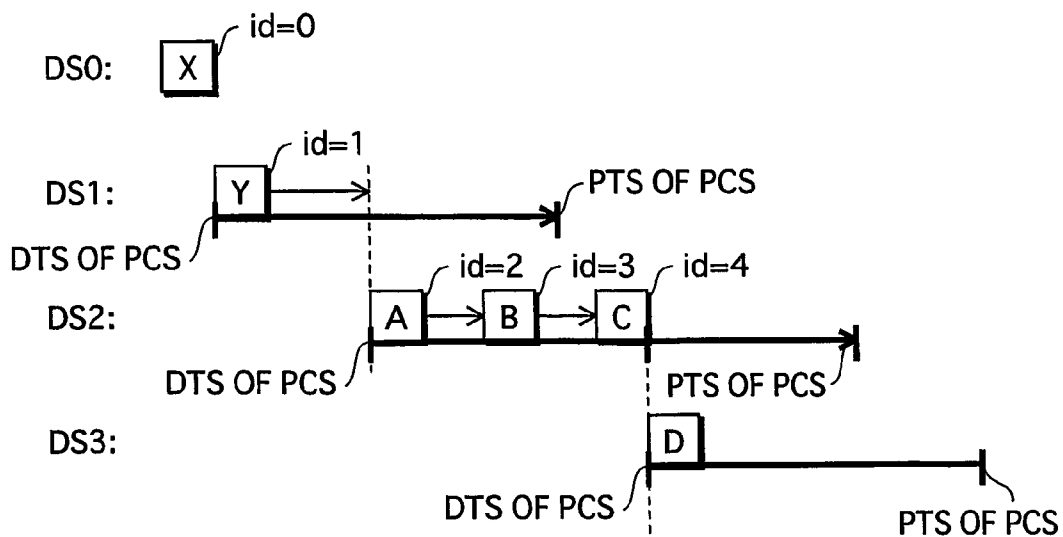 id=0
DS0: X
id=1
DS1: Y
PTS OF PCS
DTS OF PCS
id=2 id=3 id=4
DS2: A B C
DTS OF PCS PTS OF PCS
DS3: D
DTS OF PCS PTS OF PCS